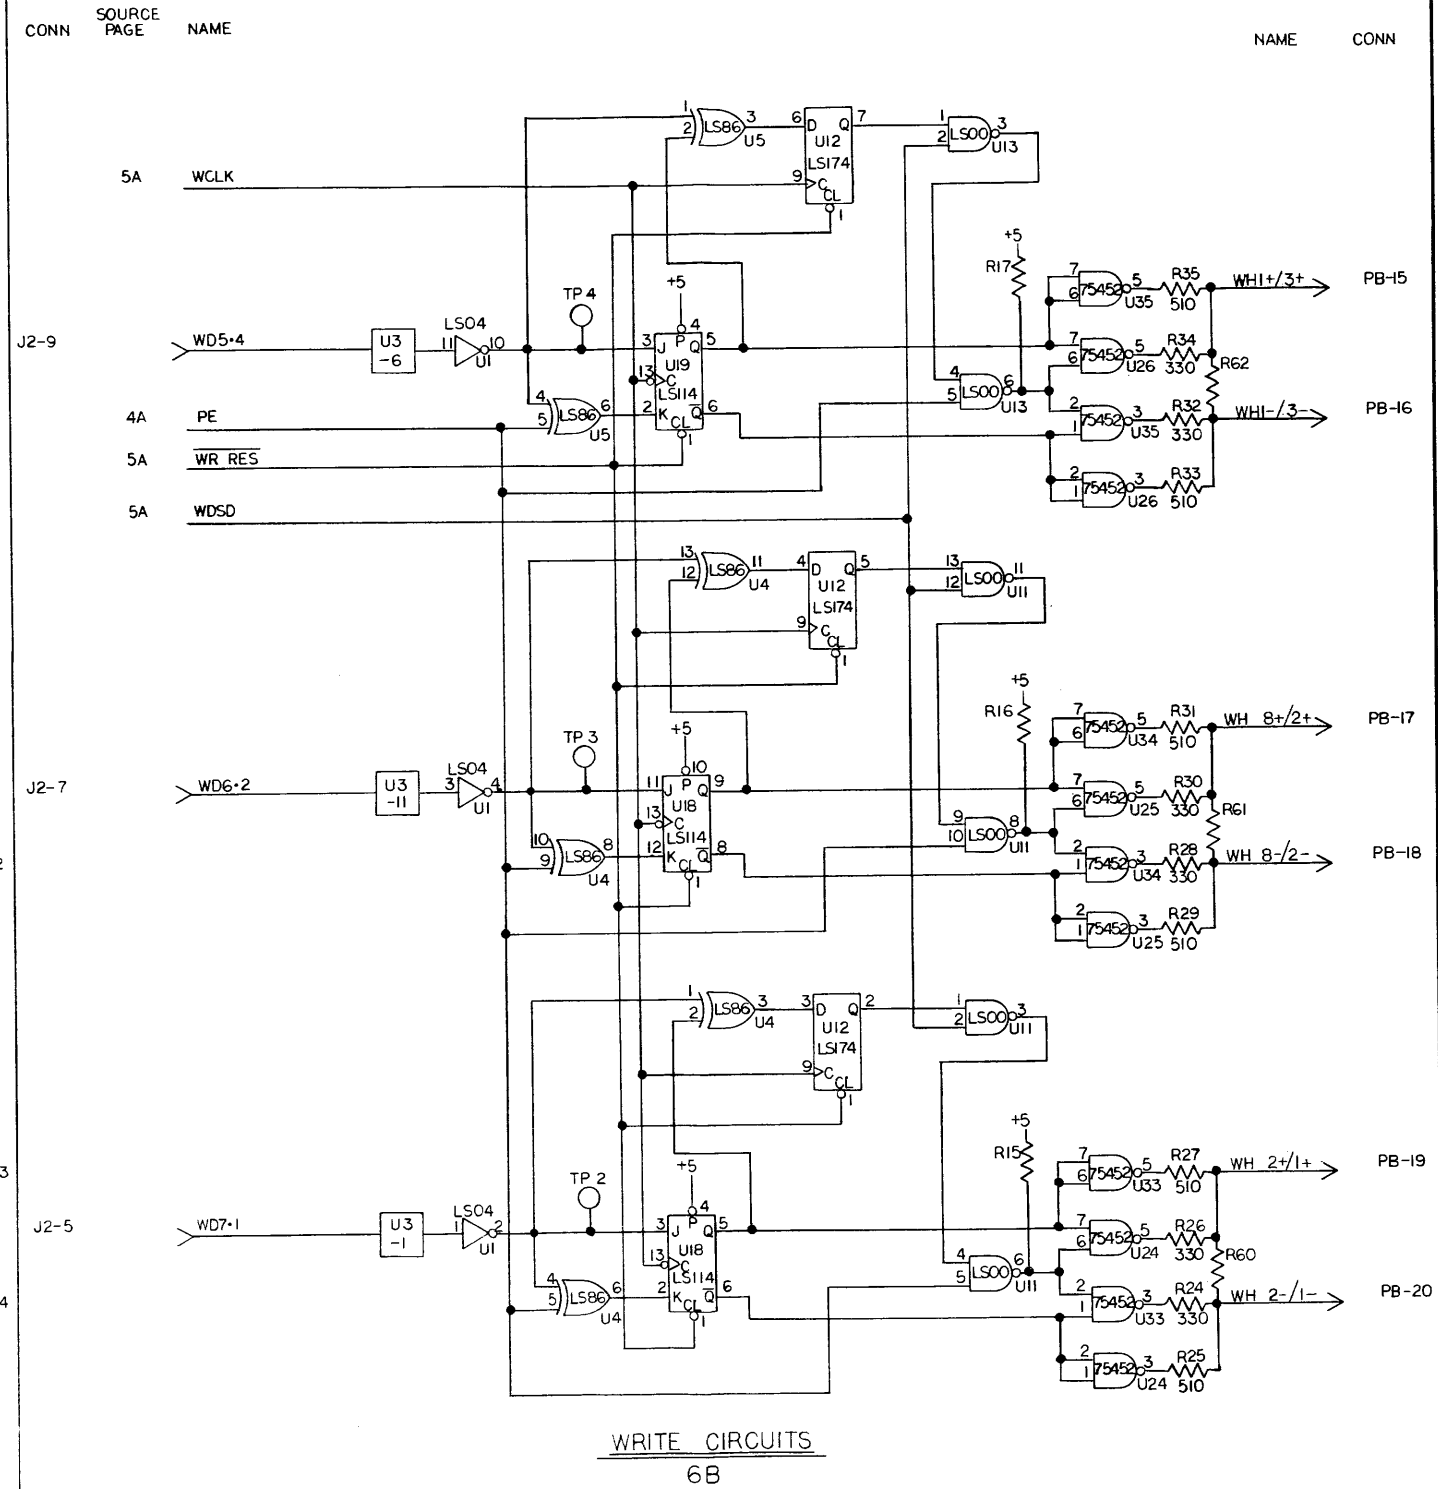 SOURCE
CONN PAGE NAME
NAME CONN
1 3 6 7 1 3
2 LS86 D Q 2 LS00
U5 U12 U13
LS174
5A WCLK 9 C
CL
1
+5
R17
+5 7 5 R35 WH1+/3+ PB-15
TP 4 6 75452 U35 510
LS04 4
J2-9 WD5·4 U3 11 10 3 J P Q 5 7 5 R34
-6 U1 U19 6 75452 U26 330 R62
13 C 4 6
LS114 5 LS00 U13
4 6 2 K Q 6 2 3 R32 WH1-/3- PB-16
4A PE 5 LS86 U5 CL 1 75452 U35 330
1
5A WR RES 2 3 R33
1 75452 U26 510
5A WDSD
13 11 4 5 13 11
12 LS86 D Q 12 LS00
U4 U12 U11
LS174
9 C
CL
1
+5
R16
+5 7 5 R31 WH 8+/2+ PB-17
TP 3 6 75452 U34 510
LS04 10
J2-7 WD6·2 U3 3 4 11 J P Q 9 7 5 R30
-11 U1 U18 6 75452 U25 330 R61
13 C 9 8
LS114 10 LS00 U11
10 8 12 K Q 8 2 3 R28 WH 8-/2- PB-18
9 LS86 U4 CL 1 75452 U34 330
2
1
2 3 R29
1 75452 U25 510
1 3 3 2 1 3
2 LS86 D Q 2 LS00
U4 U12 U11
LS174
9 C
CL
1
+5
R15
3
+5 7 5 R27 WH 2+/1+ PB-19
TP 2 6 75452 U33 510
LS04 4
J2-5 WD7·1 U3 1 2 3 J P Q 5 7 5 R26
-1 U1 U18 6 75452 U24 330 R60
13 C 4 6
LS114 5 LS00 U11
4 6 2 K Q 6 2 3 R24 WH 2-/1- PB-20
5 LS86 U4 CL 1 75452 U33 330
4
1
2 3 R25
1 75452 U24 510
WRITE CIRCUITS
6B